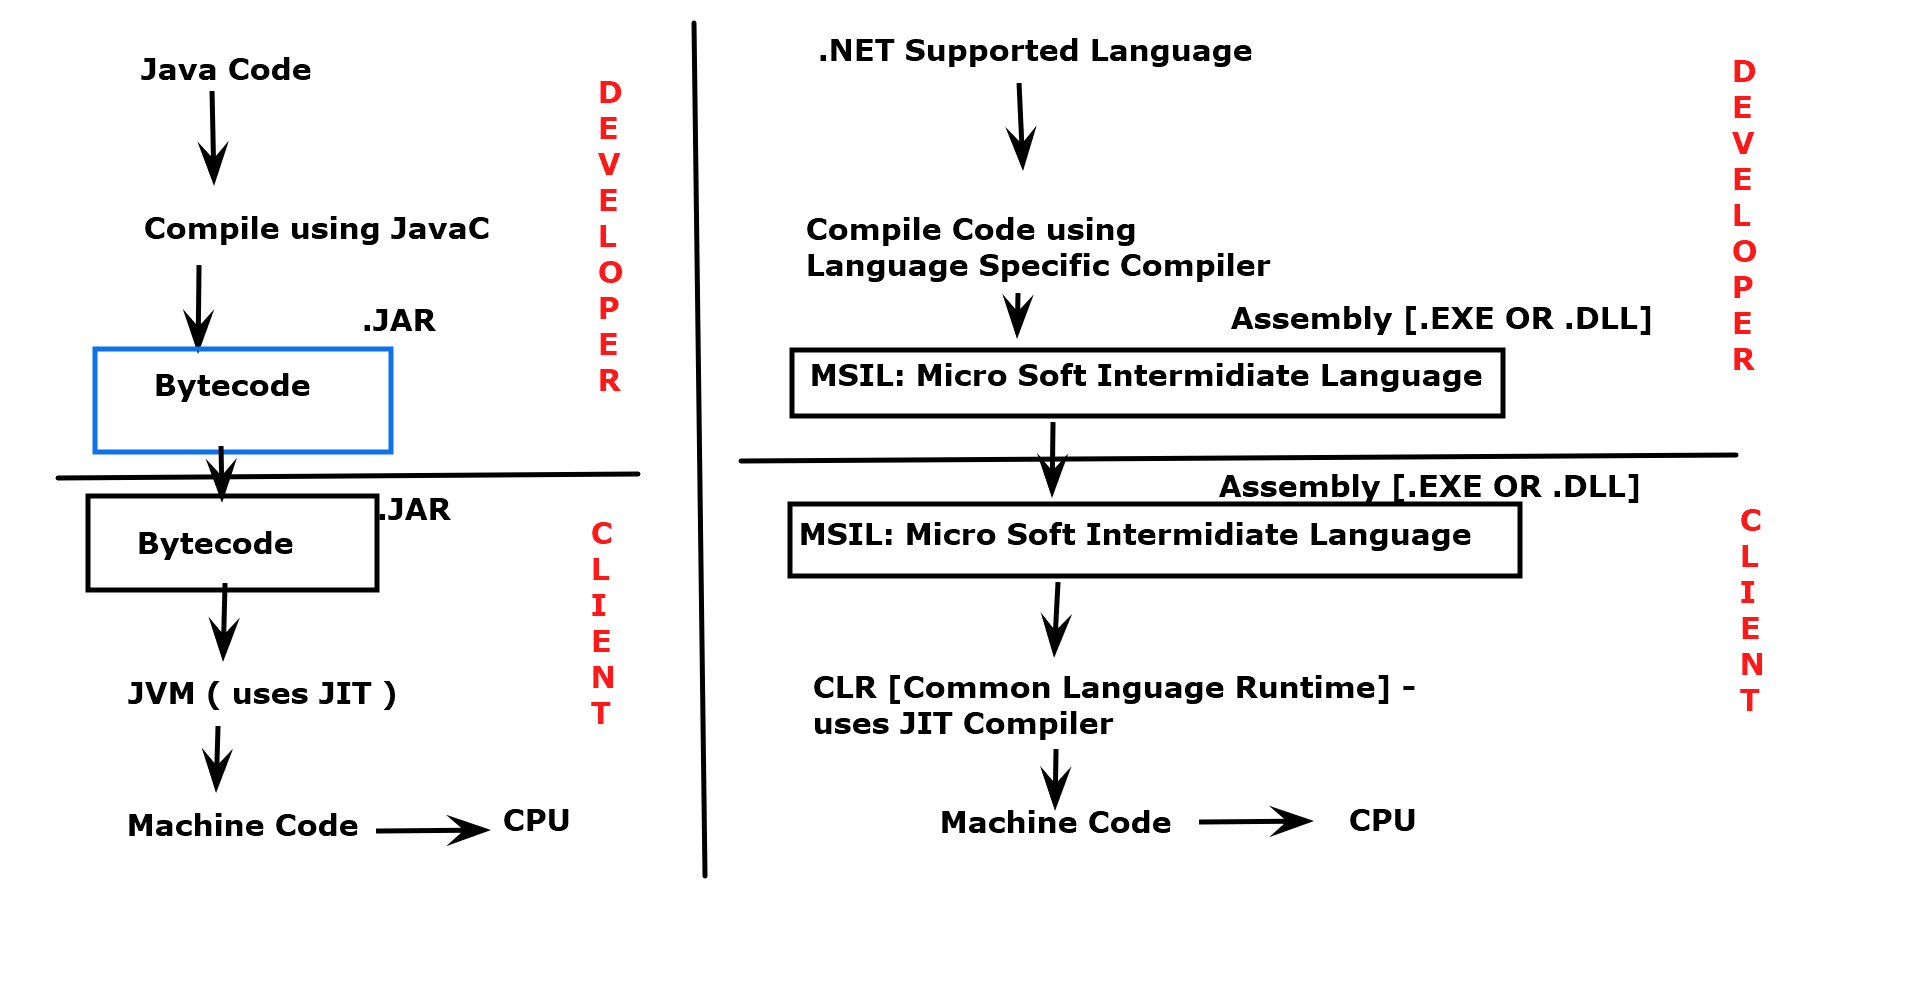 Java Code
Compile using JavaC
.JAR
Bytecode
DEVELOPER
.JAR
Bytecode
CLIENT
JVM ( uses JIT )
Machine Code
CPU
.NET Supported Language
Compile Code using
Language Specific Compiler
Assembly [.EXE OR .DLL]
MSIL: Micro Soft Intermidiate Language
DEVELOPER
Assembly [.EXE OR .DLL]
MSIL: Micro Soft Intermidiate Language
CLIENT
CLR [Common Language Runtime] -
uses JIT Compiler
Machine Code
CPU